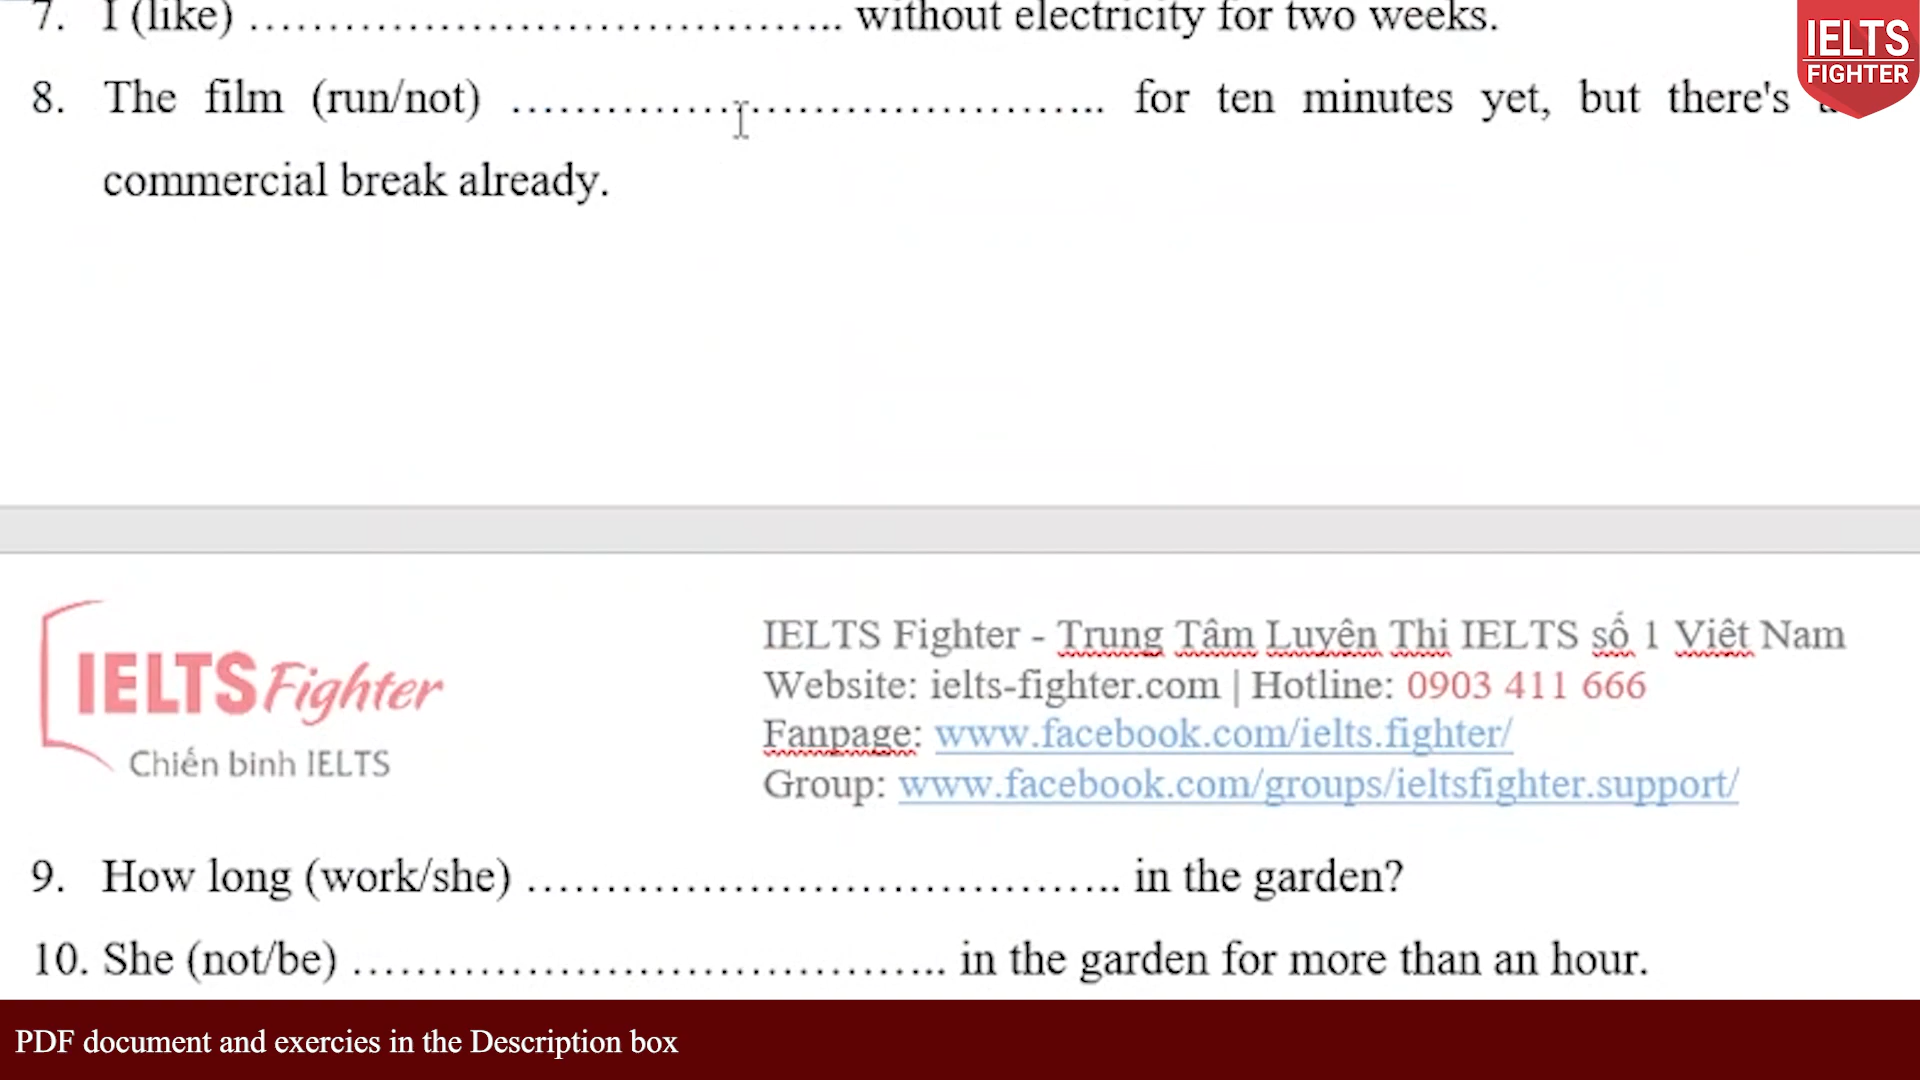 7. I (like) ………………………………….. without electricity for two weeks.
IELTS
FIGHTER
8. The film (run/not) ………………………………….. for ten minutes yet, but there's
commercial break already.
IELTS Fighter
Chiến binh IELTS
IELTS Fighter - Trung Tâm Luyện Thi IELTS số 1 Việt Nam
Website: ielts-fighter.com | Hotline: 0903 411 666
Fanpage: www.facebook.com/ielts.fighter/
Group: www.facebook.com/groups/ieltsfighter.support/
9. How long (work/she) ………………………………….. in the garden?
10. She (not/be) ………………………………….. in the garden for more than an hour.
PDF document and exercies in the Description box